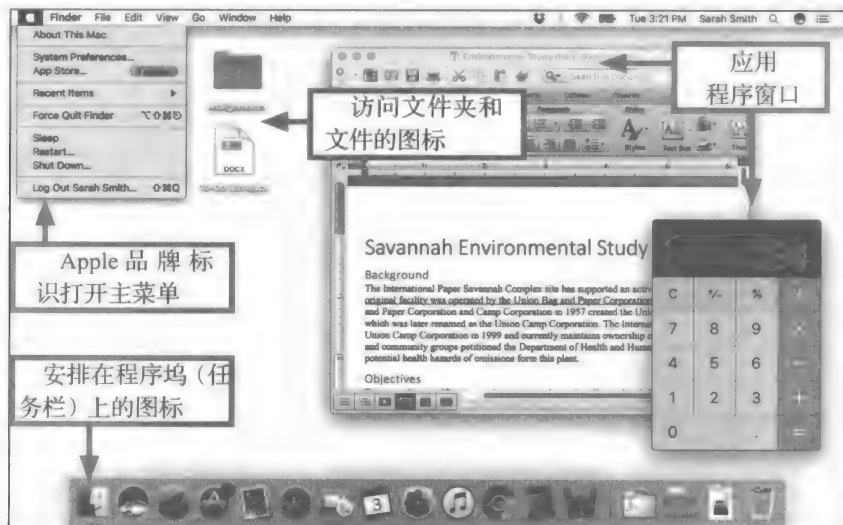 Finder File Edit View Go Window Help
Tue 3:21 PM Sarah Smith
About This Mac
System Preferences...
App Store...
Recent Items
Force Quit Finder
Sleep
Restart...
Shut Down...
Log Out Sarah Smith... ⇧⌘Q
DOCX
访问文件夹和
文件的图标
应用
程序窗口
Styles Text Box
Savannah Environmental Study
Background
The International Paper Savannah Complex site has supported an activ
original facility was operated by the Union Bag and Paper Corporation
and Paper Corporation and Camp Corporation in 1957 created the Uni
which was later renamed as the Union Camp Corporation. The Internat
Union Camp Corporation in 1999 and currently maintains ownership o
and community groups petitioned the Department of Health and Huma
potential health hazards of omissions form this plant.
Objectives
C +/- %
7 8 9
4 5 6 −
1 2 3 +
0 . =
Apple 品牌标
识打开主菜单
安排在程序坞（任
务栏）上的图标
3